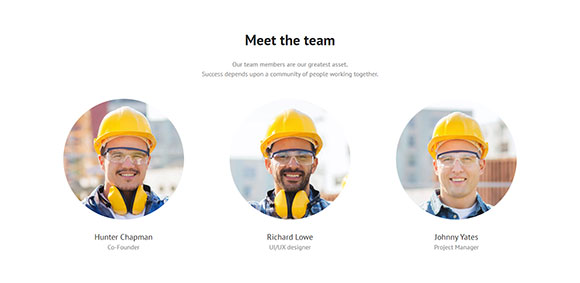 Meet the team
Our team members are our greatest asset.
Success depends upon a community of people working together.
Hunter Chapman
Richard Lowe
Johnny Yates
Co-Founder
UI/UX designer
Project Manager